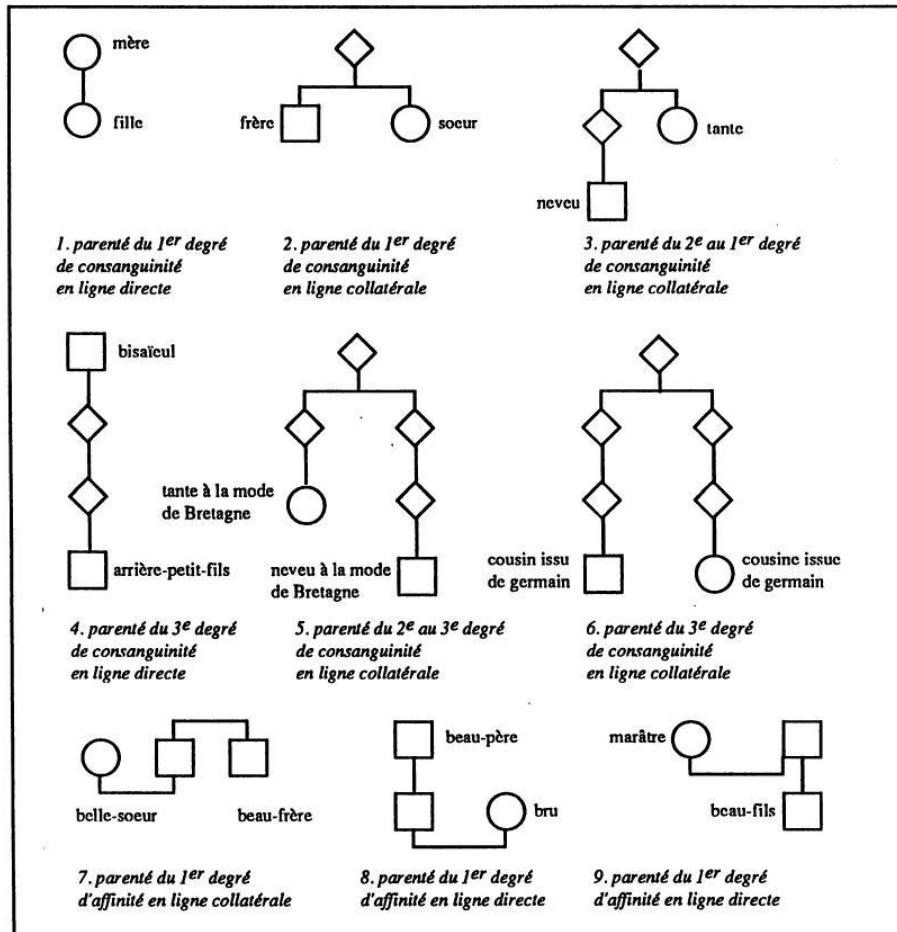 mère
fille
1. parenté du 1er degré
de consanguinité
en ligne directe
frère
soeur
2. parenté du 1er degré
de consanguinité
en ligne collatérale
tante
neveu
3. parenté du 2e au 1er degré
de consanguinité
en ligne collatérale
bisaïeul
arrière-petit-fils
4. parenté du 3e degré
de consanguinité
en ligne directe
tante à la mode
de Bretagne
neveu à la mode
de Bretagne
5. parenté du 2e au 3e degré
de consanguinité
en ligne collatérale
cousin issu
de germain
cousine issue
de germain
6. parenté du 3e degré
de consanguinité
en ligne collatérale
belle-soeur
beau-frère
7. parenté du 1er degré
d'affinité en ligne collatérale
beau-père
bru
8. parenté du 1er degré
d'affinité en ligne directe
marâtre
beau-fils
9. parenté du 1er degré
d'affinité en ligne directe